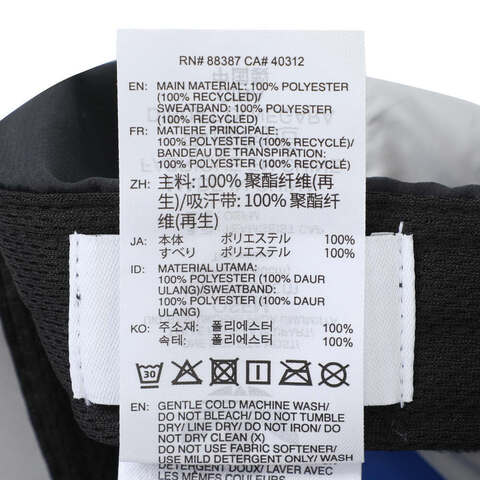 RN# 88387 CA# 40312
EN: MAIN MATERIAL: 100% POLYESTER
(100% RECYCLED)/
SWEATBAND: 100% POLYESTER
(100% RECYCLED)
FR: MATIERE PRINCIPALE:
100% POLYESTER (100% RECYCLE)/
BANDEAU DE TRANSPIRATION:
100% POLYESTER (100% RECYCLE)
ZH: 主料: 100% 聚酯纤维(再
生)/吸汗带: 100% 聚酯纤
维(再生)
JA: 本体 ポリエステル 100%
すべり ポリエステル 100%
ID: MATERIAL UTAMA:
100% POLYESTER (100% DAUR
ULANG)/SWEATBAND:
100% POLYESTER (100% DAUR
ULANG)
KO: 주소재: 폴리에스터 100%
속테: 폴리에스터 100%
30
EN: GENTLE COLD MACHINE WASH/
DO NOT BLEACH/ DO NOT TUMBLE
DRY/ LINE DRY/ DO NOT IRON/ DO
NOT DRY CLEAN (X)
DO NOT USE FABRIC SOFTENER/
USE MILD DETERGENT ONLY/ WASH
DETERGENT DOUX/ LAVER AVEC
LES MÊMES COULEURS